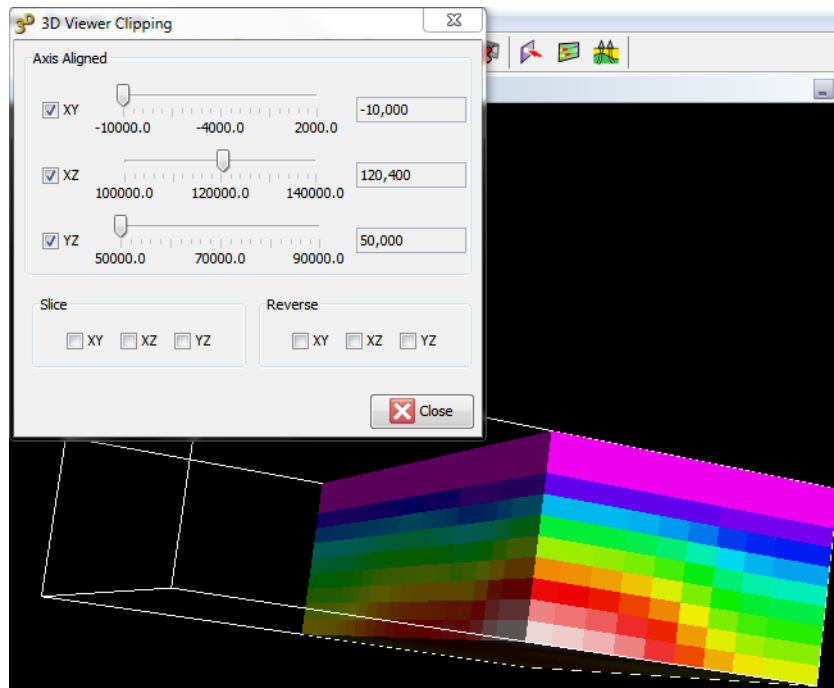 3D Viewer Clipping
Axis Aligned
XY
-10000.0 -4000.0 2000.0
-10,000
XZ
100000.0 120000.0 140000.0
120,400
YZ
50000.0 70000.0 90000.0
50,000
Slice
XY XZ YZ
Reverse
XY XZ YZ
Close